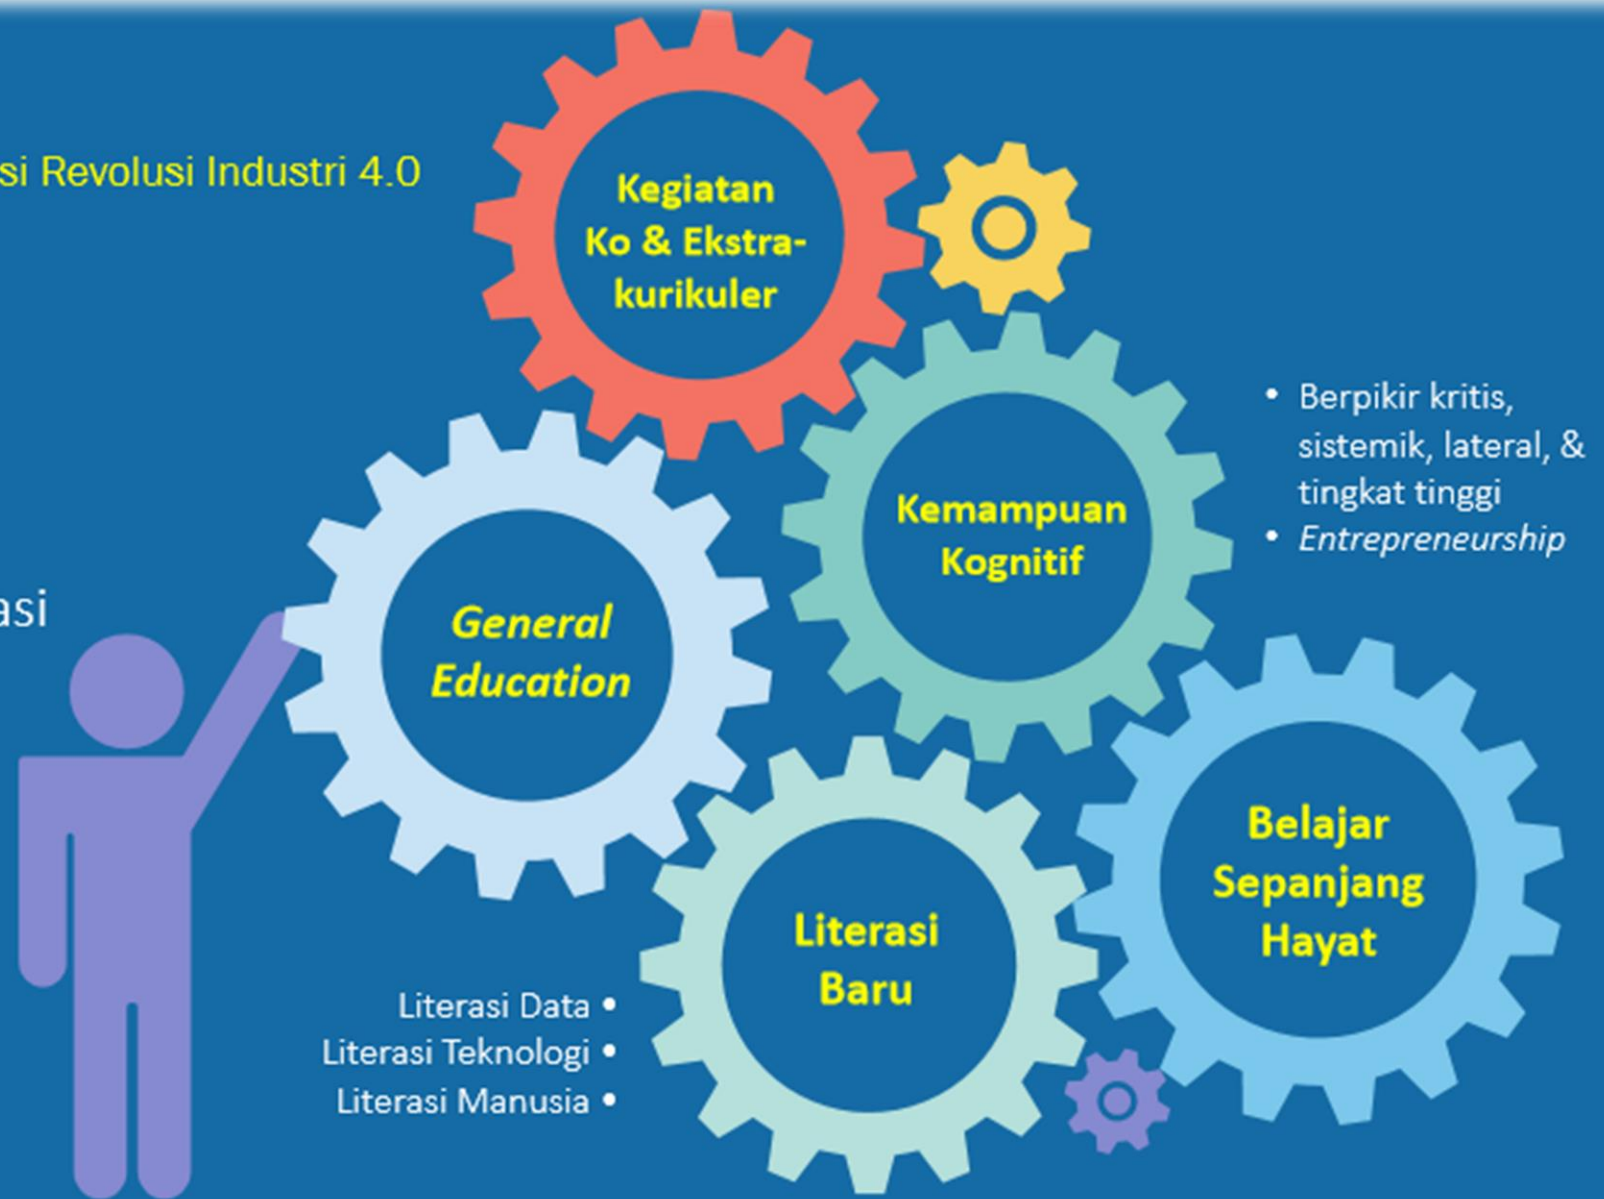 si Revolusi Industri 4.0
Kegiatan
Ko & Ekstra-
kurikuler
• Berpikir kritis,
sistemik, lateral, &
tingkat tinggi
• Entrepreneurship
Kemampuan
Kognitif
asi
General
Education
Belajar
Sepanjang
Hayat
Literasi
Baru
Literasi Data •
Literasi Teknologi •
Literasi Manusia •